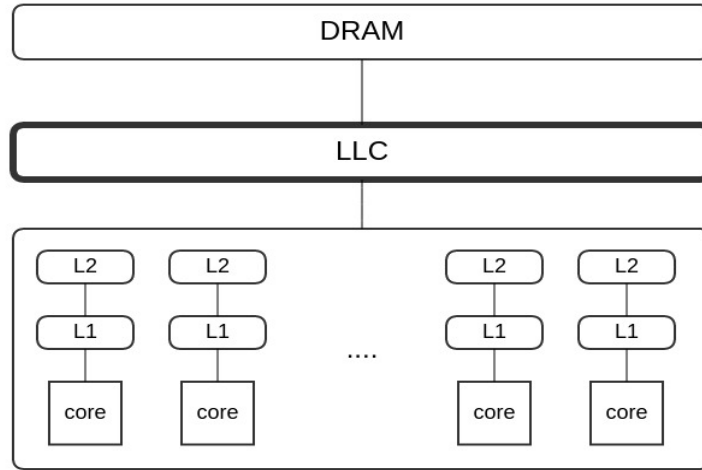 DRAM
LLC
L2 L2 L2 L2
L1 L1 L1 L1
....
core core core core